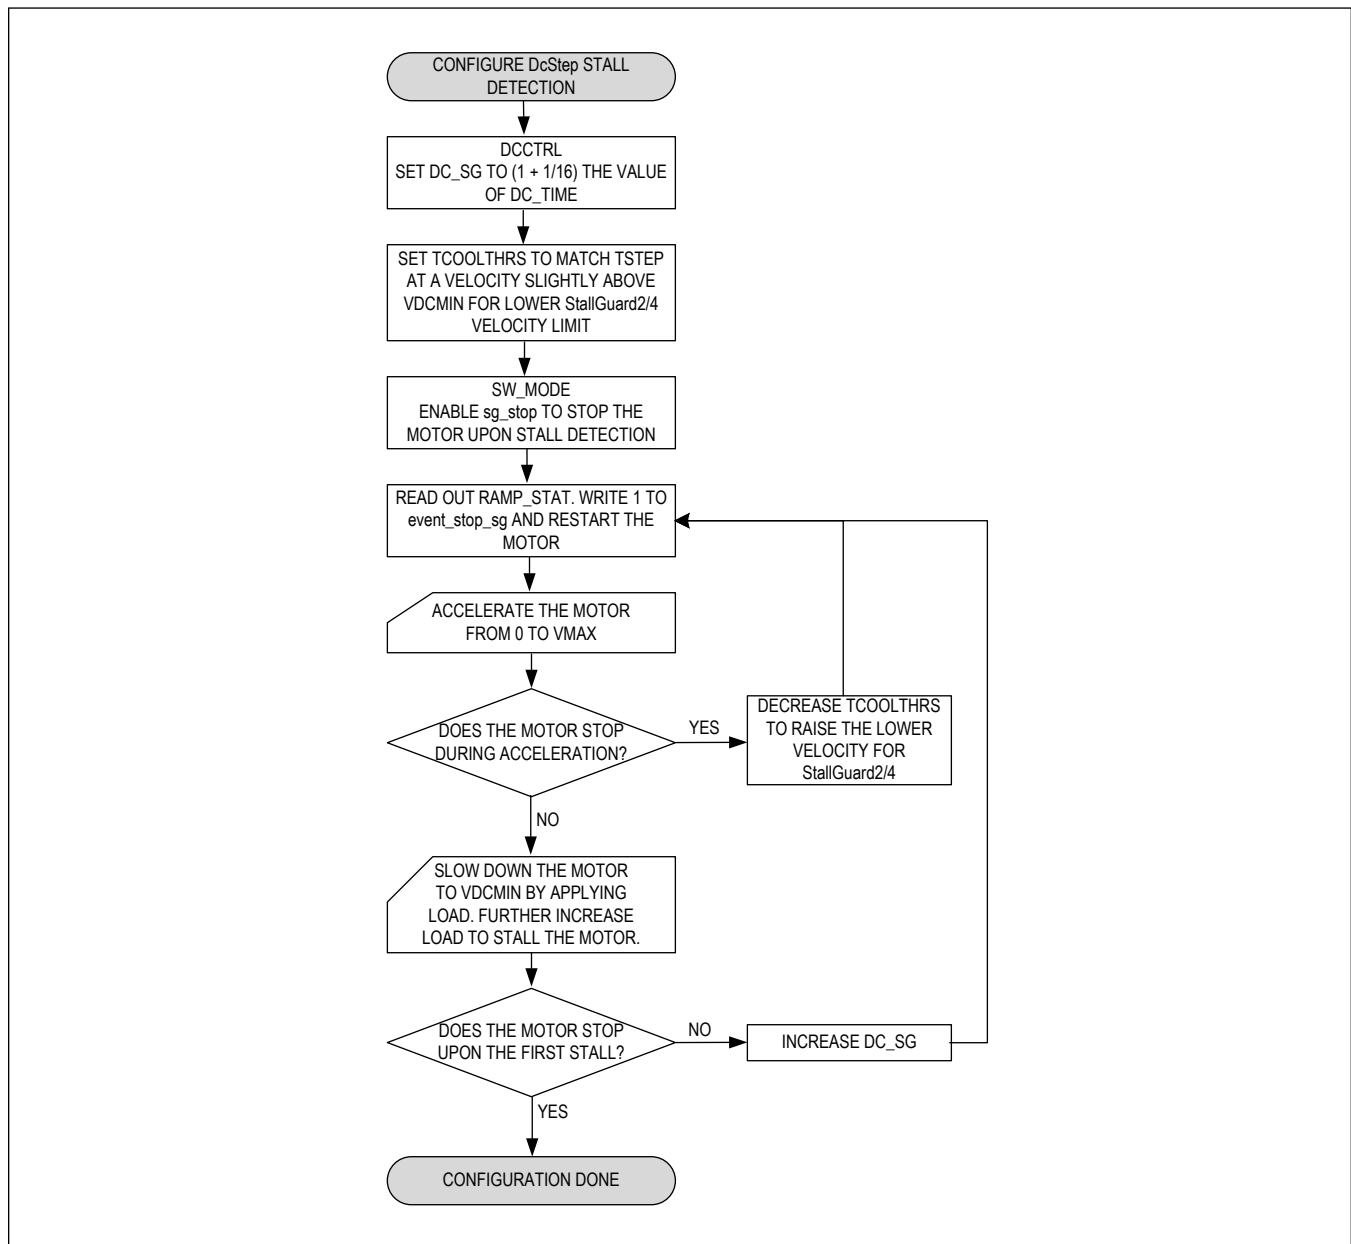 CONFIGURE DcStep STALL
DETECTION
DCCTRL
SET DC_SG TO (1 + 1/16) THE VALUE
OF DC_TIME
SET TCOOLTHRS TO MATCH TSTEP
AT A VELOCITY SLIGHTLY ABOVE
VDCMIN FOR LOWER StallGuard2/4
VELOCITY LIMIT
SW_MODE
ENABLE sg_stop TO STOP THE
MOTOR UPON STALL DETECTION
READ OUT RAMP_STAT. WRITE 1 TO
event_stop_sg AND RESTART THE
MOTOR
ACCELERATE THE MOTOR
FROM 0 TO VMAX
DOES THE MOTOR STOP
DURING ACCELERATION?
YES
DECREASE TCOOLTHRS
TO RAISE THE LOWER
VELOCITY FOR
StallGuard2/4
NO
SLOW DOWN THE MOTOR
TO VDCMIN BY APPLYING
LOAD. FURTHER INCREASE
LOAD TO STALL THE MOTOR.
DOES THE MOTOR STOP
UPON THE FIRST STALL?
NO
INCREASE DC_SG
YES
CONFIGURATION DONE